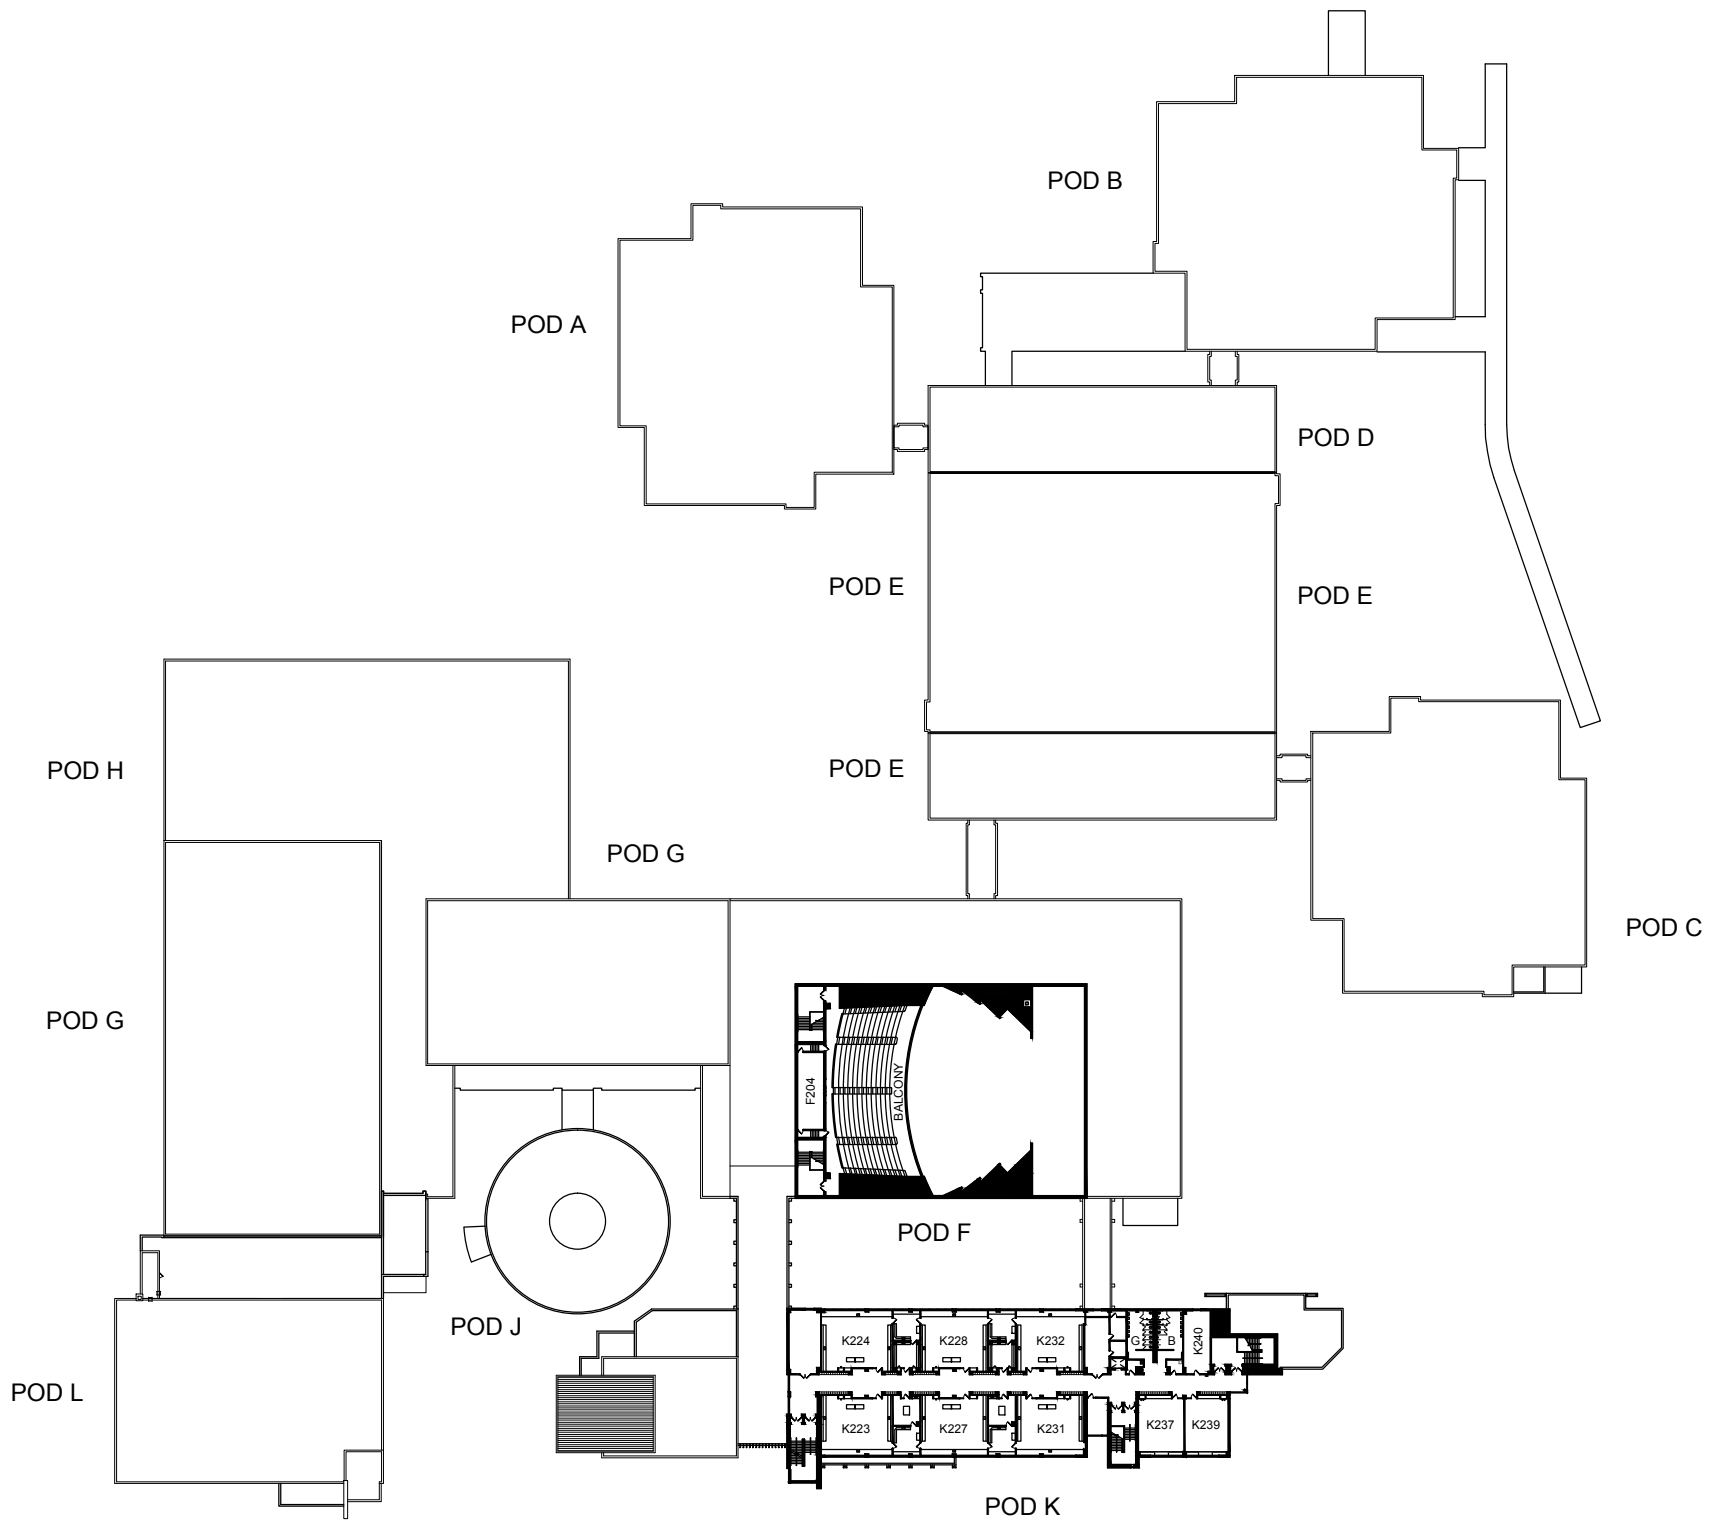 POD B
POD A
POD D
POD E
POD E
POD H
POD E
POD G
POD C
POD G
F204
BALCONY
POD F
POD J
K224
K228
K232
G
B
K240
POD L
K223
K227
K231
K237
K239
POD K